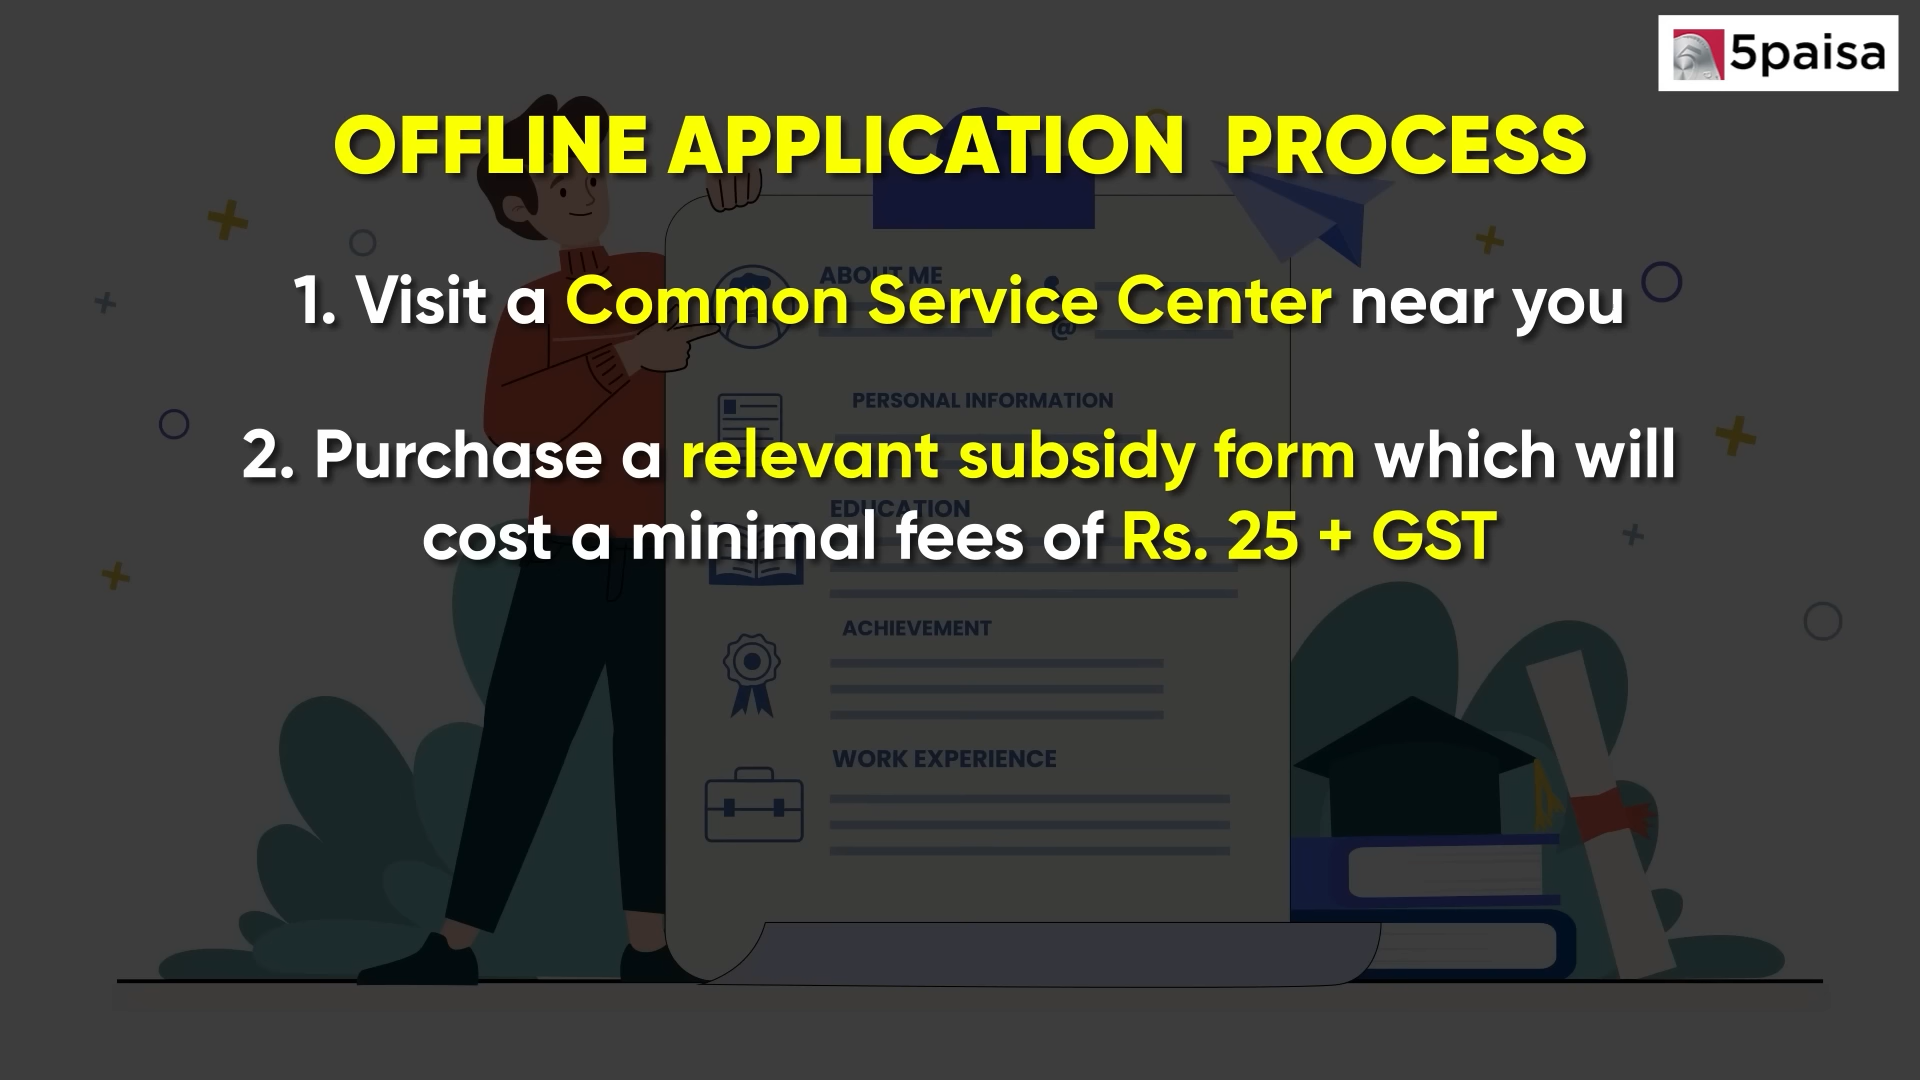 5paisa
OFFLINE APPLICATION PROCESS
ABOUT ME
1. Visit a Common Service Center near you
@
PERSONAL INFORMATION
2. Purchase a relevant subsidy form which will
EDUCATION
cost a minimal fees of Rs. 25 + GST
ACHIEVEMENT
WORK EXPERIENCE